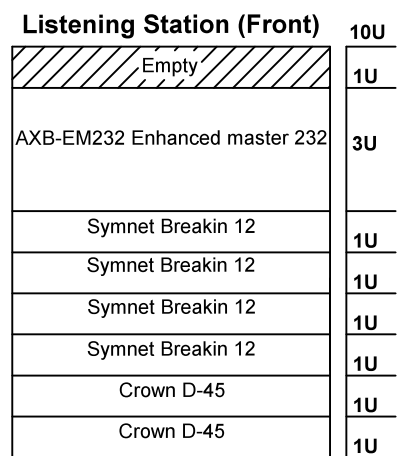 Listening Station (Front) 10U
Empty 1U
AXB-EM232 Enhanced master 232 3U
Symnet Breakin 12 1U
Symnet Breakin 12 1U
Symnet Breakin 12 1U
Symnet Breakin 12 1U
Crown D-45 1U
Crown D-45 1U